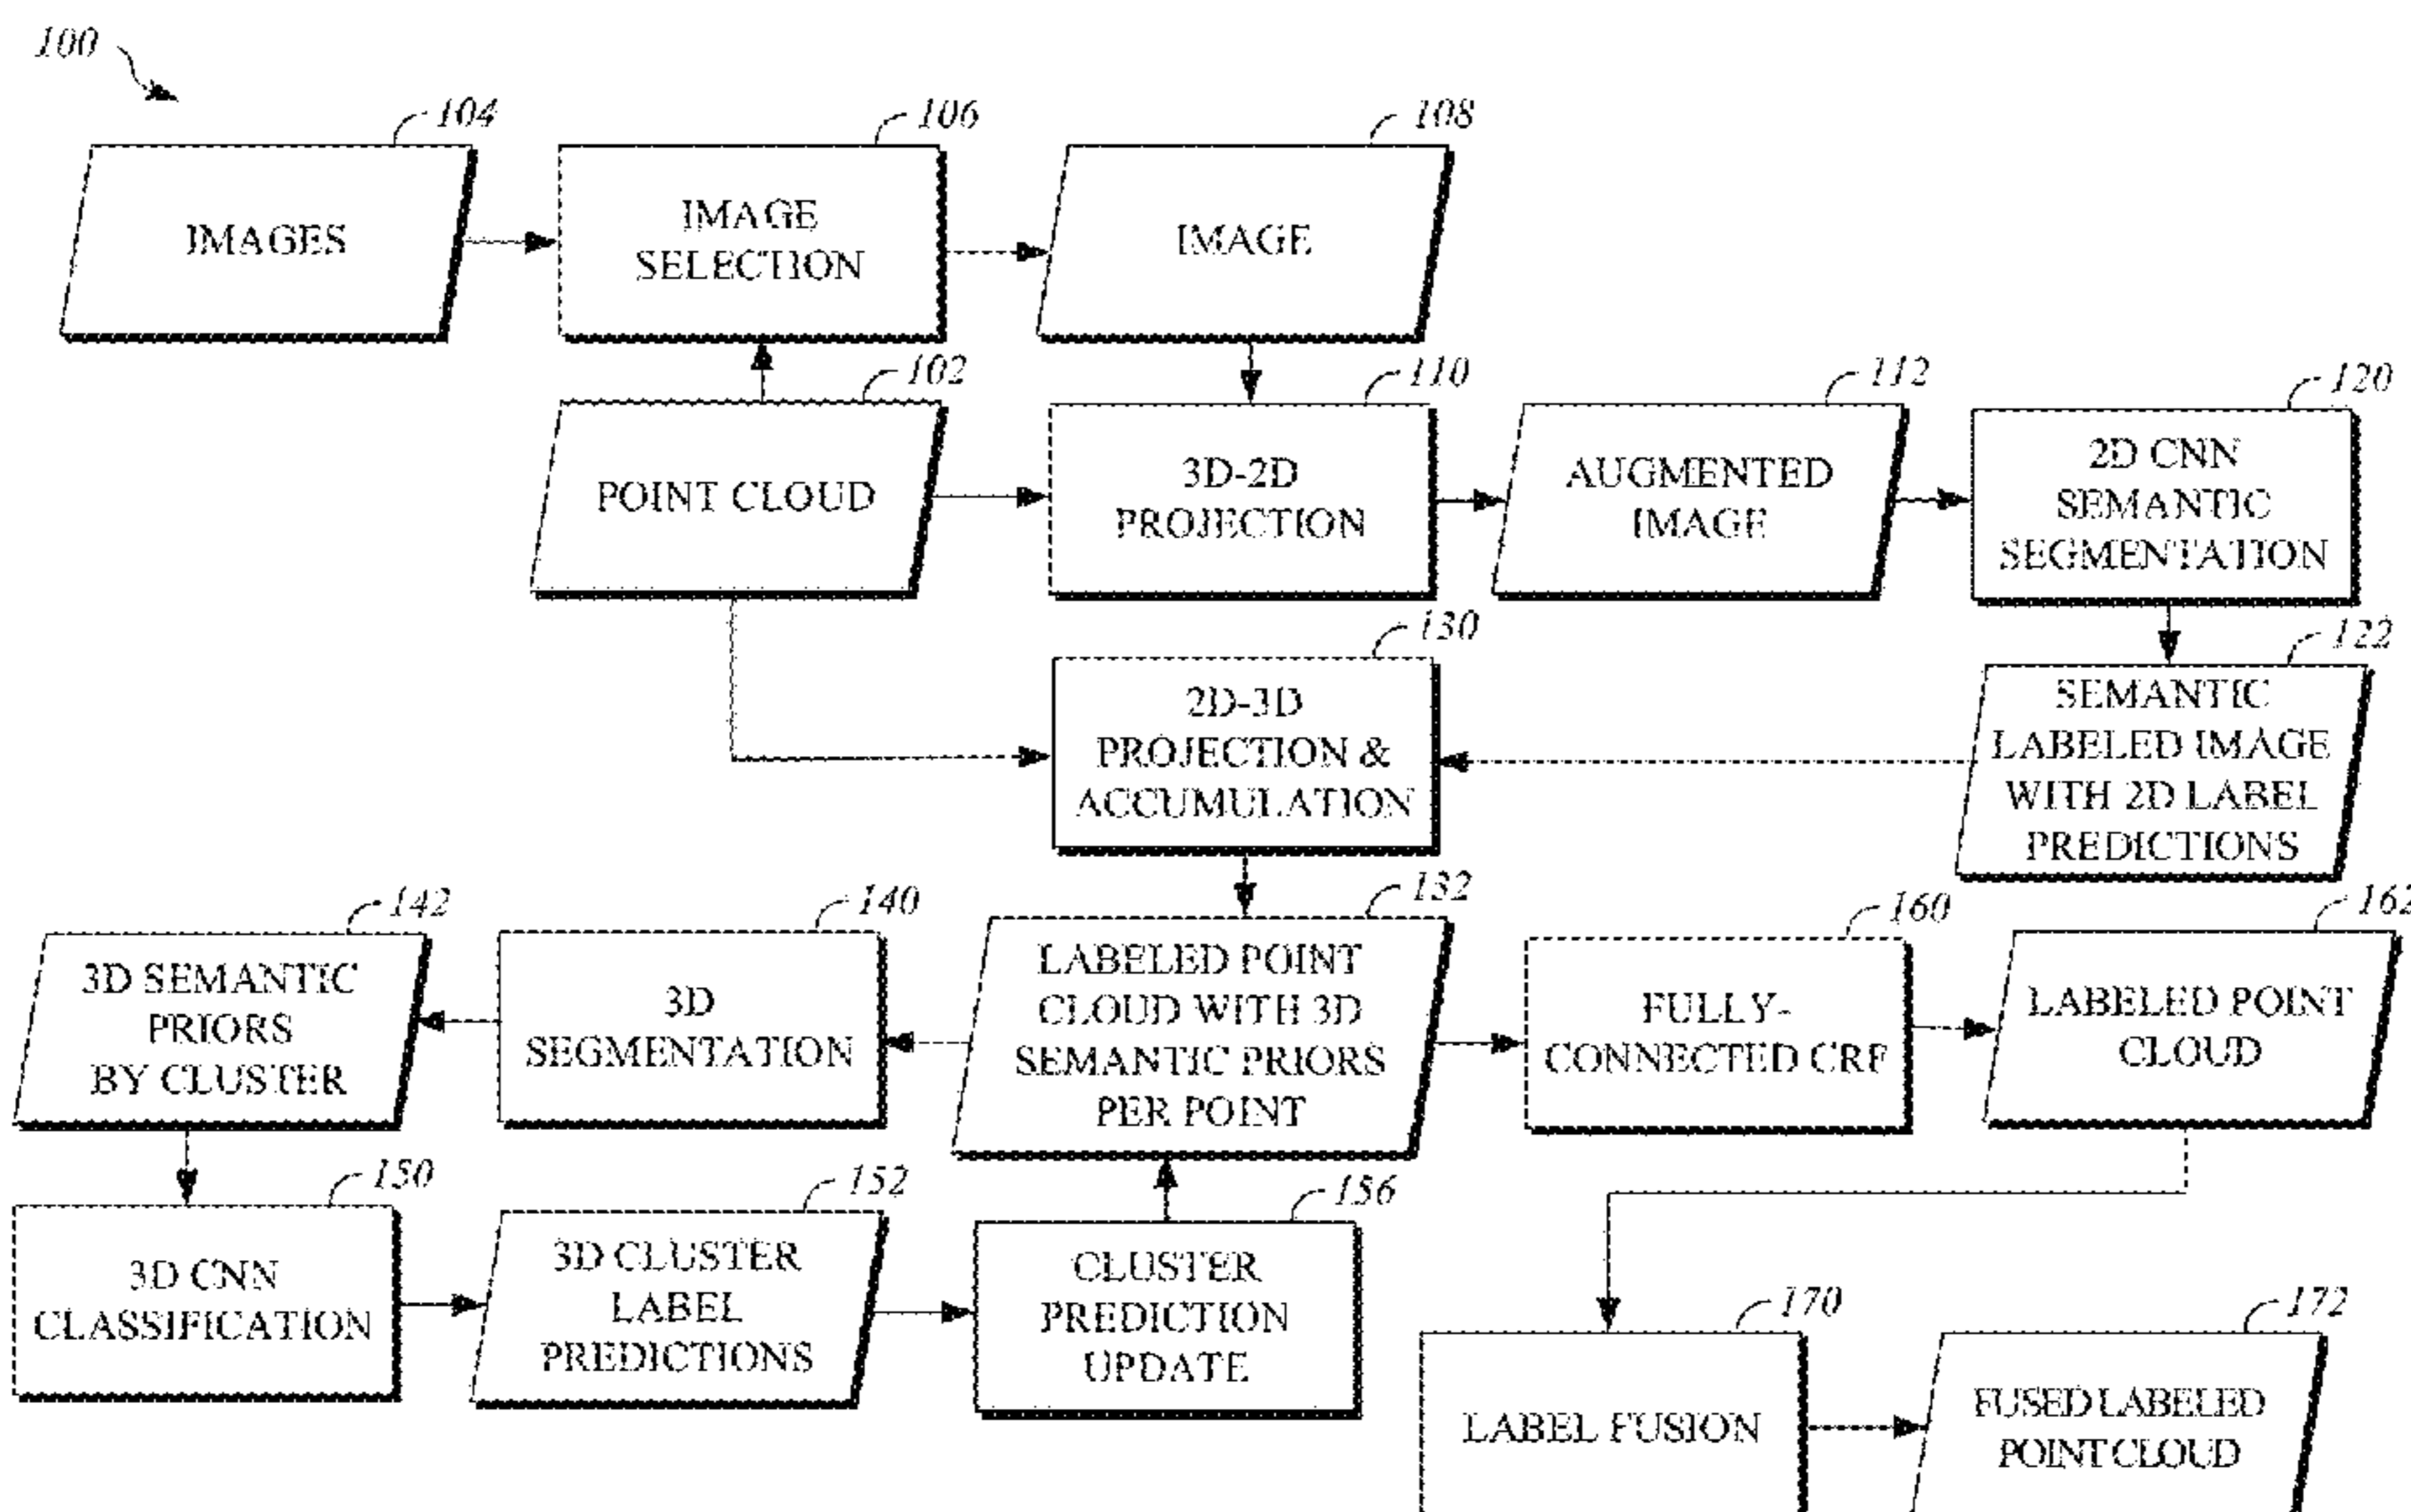 100
104
106
108
IMAGES
IMAGE
SELECTION
IMAGE
102
110
112
120
POINT CLOUD
3D-2D
PROJECTION
AUGMENTED
IMAGE
2D CNN
SEMANTIC
SEGMENTATION
130
122
2D-3D
PROJECTION &
ACCUMULATION
SEMANTIC
LABELED IMAGE
WITH 2D LABEL
PREDICTIONS
142
140
132
160
162
3D SEMANTIC
PRIORS
BY CLUSTER
3D
SEGMENTATION
LABELED POINT
CLOUD WITH 3D
SEMANTIC PRIORS
PER POINT
FULLY-
CONNECTED CRF
LABELED POINT
CLOUD
150
152
156
3D CNN
CLASSIFICATION
3D CLUSTER
LABEL
PREDICTIONS
CLUSTER
PREDICTION
UPDATE
170
172
LABEL FUSION
FUSED LABELED
POINT CLOUD